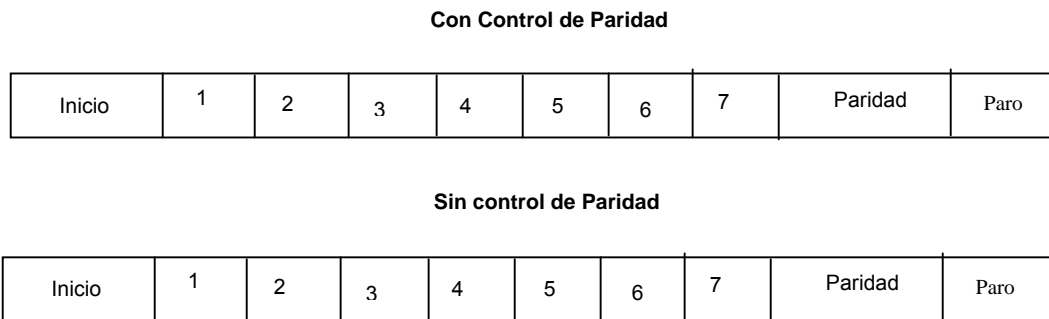 Con Control de Paridad
Inicio 1 2 3 4 5 6 7 Paridad Paro
Sin control de Paridad
Inicio 1 2 3 4 5 6 7 Paridad Paro